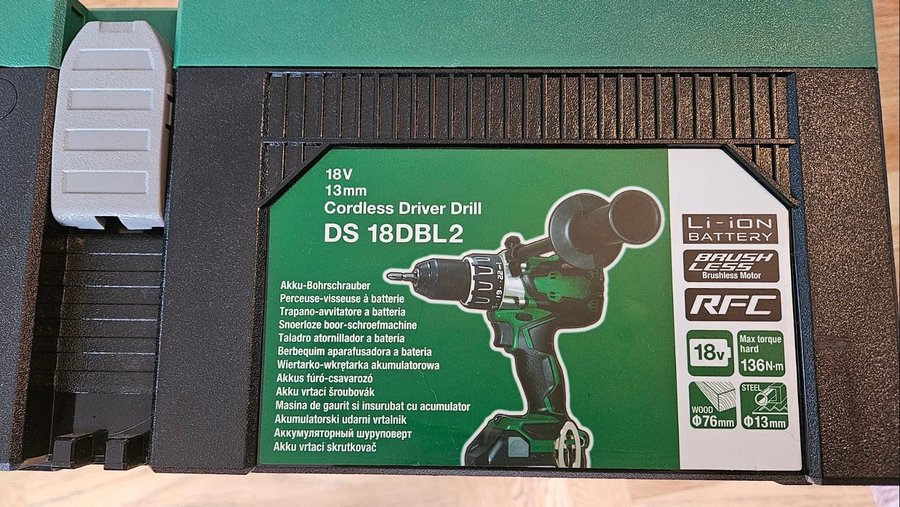 18V
13mm
Cordless Driver Drill
DS 18DBL2
Akku-Bohrschrauber
Perceuse-visseuse à batterie
Trapano-avvitatore a batteria
Snoerloze boor-schroefmachine
Taladro atornillador a bateria
Berbequim aparafusadora a bateria
Wiertarko-wkrętarka akumulatorowa
Akkus fúró-csavarozó
Akku vrtací šroubovák
Masina de gaurit si insurubat cu acumulator
Akumulatorski udarni vrtalnik
Аккумуляторный шуруповерт
Akku vrtaci skrutkovač
Li-ion
BATTERY
BRUSH
LESS
Brushless Motor
RFC
18v
Max torque
hard
136N·m
WOOD
Φ76mm
STEEL
Φ13mm